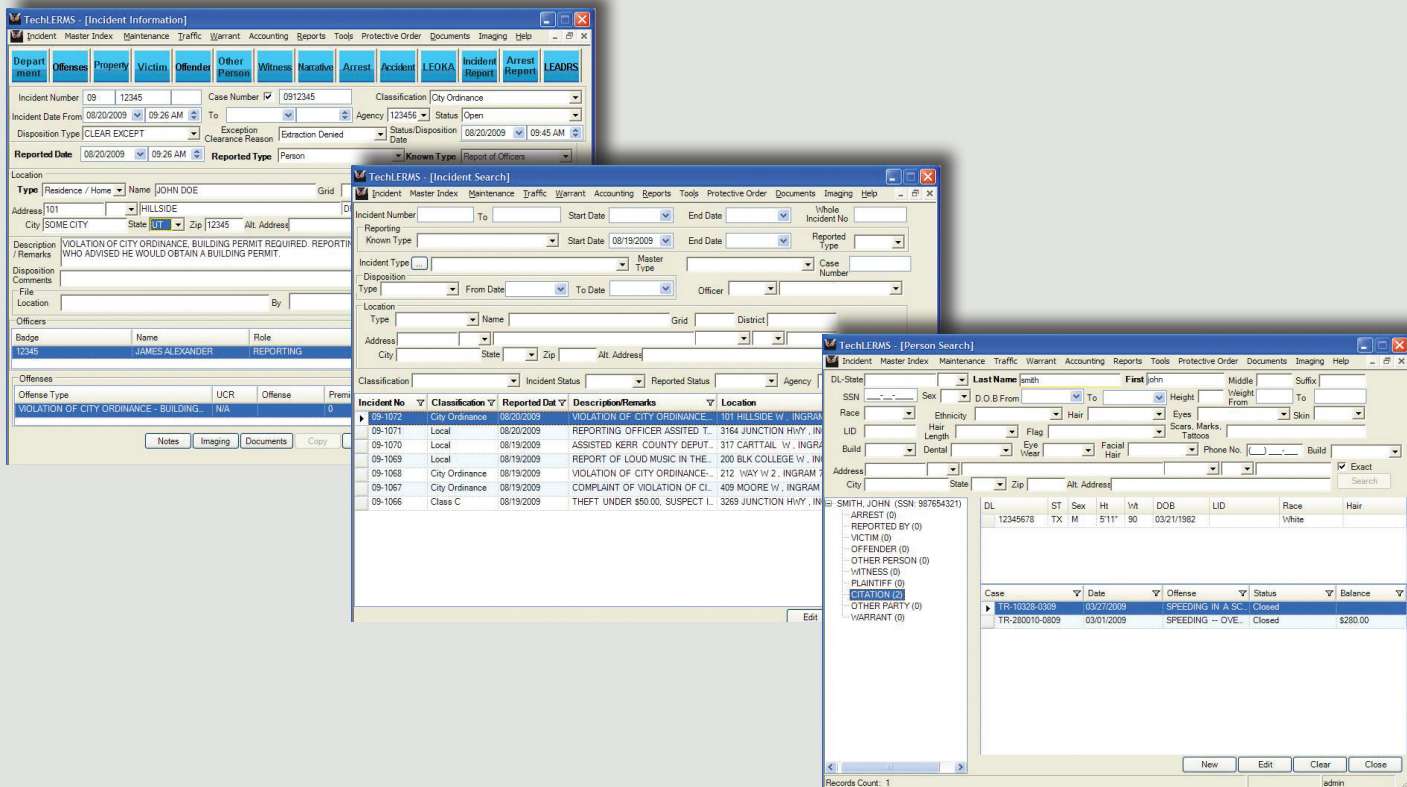 TechLERMS - [Incident Information]
Incident Master Index Maintenance Traffic Warrant Accounting Reports Tools Protective Order Documents Imaging Help
Department Offenses Property Victim Offender Other Person Witness Narrative Arrest Accident LEOKA Incident Report Arrest Report LEADRS
Incident Number 09 12345 Case Number 0912345 Classification City Ordinance
Incident Date From 08/20/2009 09:26 AM To Agency 123456 Status Open
Disposition Type CLEAR EXCEPT Exception Clearance Reason Extraction Denied Status/Disposition Date 08/20/2009 09:45 AM
Reported Date 08/20/2009 09:26 AM Reported Type Person Known Type Report of Officers
Location
Type Residence / Home Name JOHN DOE Grid
Address 101 HILLSIDE
City SOME CITY State UT Zip 12345 Alt. Address
Description / Remarks VIOLATION OF CITY ORDINANCE, BUILDING PERMIT REQUIRED. REPORTIN
WHO ADVISED HE WOULD OBTAIN A BUILDING PERMIT.
Disposition Comments
File
Location By
Officers
Badge Name Role
12345 JAMES ALEXANDER REPORTING
Offenses
Offense Type UCR Offense Premi
VIOLATION OF CITY ORDINANCE - BUILDING... N/A 0
Notes Imaging Documents Copy
TechLERMS - [Incident Search]
Incident Master Index Maintenance Traffic Warrant Accounting Reports Tools Protective Order Documents Imaging Help
Incident Number To Start Date End Date Whole Incident No
Reporting
Known Type Start Date 08/19/2009 End Date Reported Type
Incident Type ... Master Type Case Number
Disposition
Type From Date To Date Officer
Location
Type Name Grid District
Address
City State Zip Alt. Address
Classification Incident Status Reported Status Agency
Incident No Classification Reported Dat Description/Remarks Location
09-1072 City Ordinance 08/20/2009 VIOLATION OF CITY ORDINANCE... 101 HILLSIDE W , INGRAM
09-1071 Local 08/20/2009 REPORTING OFFICER ASSITED T... 3164 JUNCTION HWY , IN
09-1070 Local 08/19/2009 ASSISTED KERR COUNTY DEPUT... 317 CARTTAIL W , INGRA
09-1069 Local 08/19/2009 REPORT OF LOUD MUSIC IN THE... 200 BLK COLLEGE W , IN
09-1068 City Ordinance 08/19/2009 VIOLATION OF CITY ORDINANCE-... 212 WAY W 2 , INGRAM 7
09-1067 City Ordinance 08/19/2009 COMPLAINT OF VIOLATION OF CI... 409 MOORE W , INGRAM
09-1066 Class C 08/19/2009 THEFT UNDER $50.00, SUSPECT I... 3269 JUNCTION HWY , IN
Edit
TechLERMS - [Person Search]
Incident Master Index Maintenance Traffic Warrant Accounting Reports Tools Protective Order Documents Imaging Help
DL-State Last Name smith First john Middle Suffix
SSN Sex D.O.B From To Height Weight From To
Race Ethnicity Hair Eyes Skin
LID Hair Length Flag Scars, Marks, Tattoos
Build Dental Eye Wear Facial Hair Phone No. Build
Address Exact
City State Zip Alt. Address Search
SMITH, JOHN (SSN: 987654321)
ARREST (0)
REPORTED BY (0)
VICTIM (0)
OFFENDER (0)
OTHER PERSON (0)
WITNESS (0)
PLAINTIFF (0)
CITATION (2)
OTHER PARTY (0)
WARRANT (0)
DL ST Sex Ht Wt DOB LID Race Hair
12345678 TX M 5'11" 90 03/21/1982 White
Case Date Offense Status Balance
TR-10328-0309 03/27/2009 SPEEDING IN A SC... Closed
TR-280010-0809 03/01/2009 SPEEDING -- OVE... Closed $280.00
New Edit Clear Close
Records Count: 1 admin